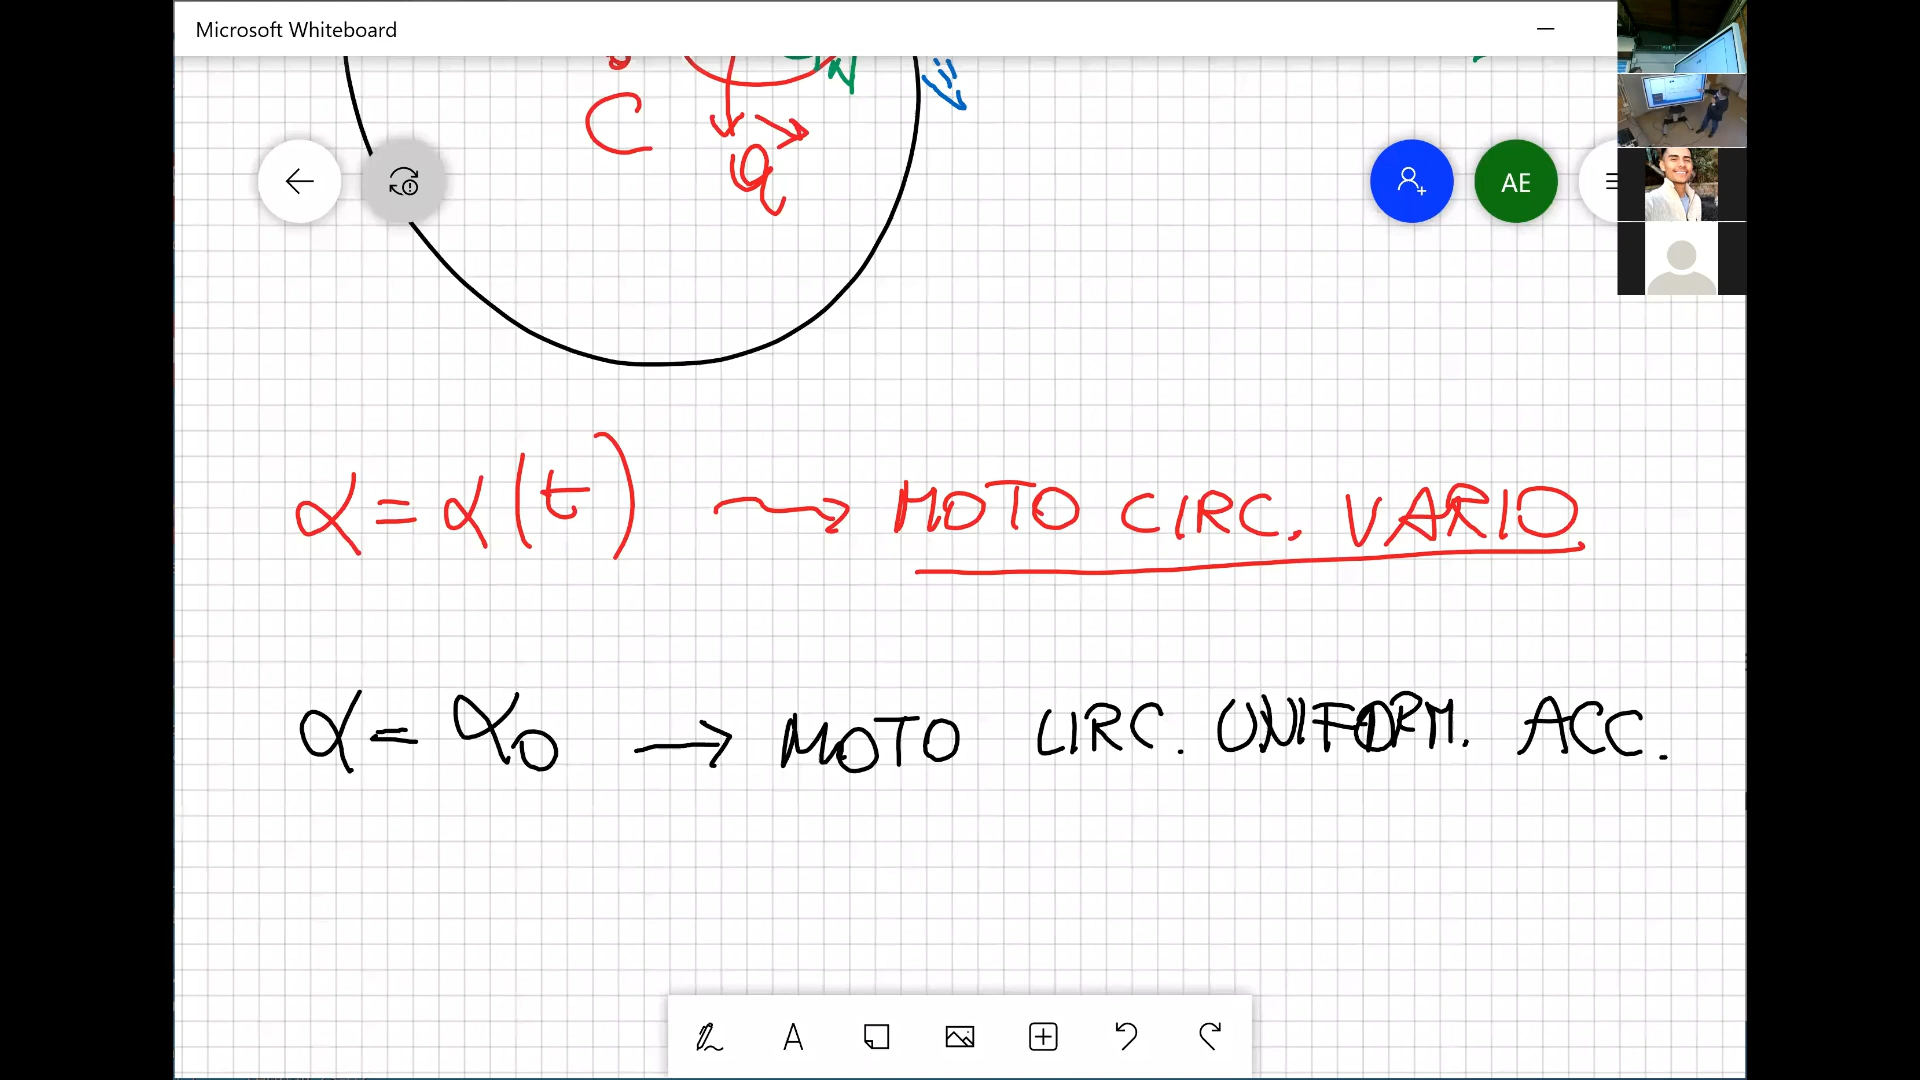 Microsoft Whiteboard
C
Q
AE
α = α(t) → MOTO CIRC. VARIO
α = α₀ → MOTO CIRC. UNIFORM. ACC.
A